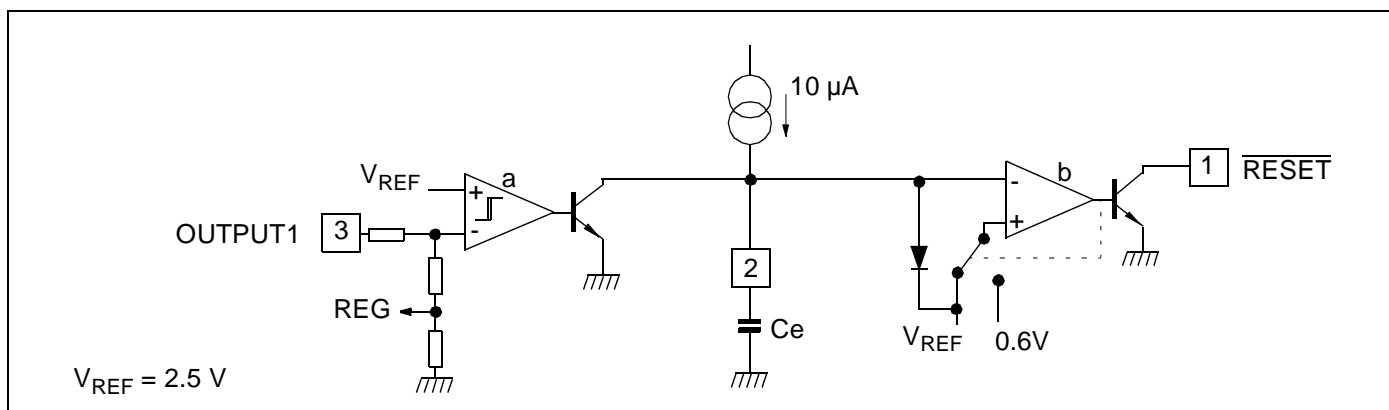 10 µA
a
b
1
RESET
V_REF
+
-
OUTPUT1
3
-
+
2
REG
Ce
V_REF
0.6V
V_REF = 2.5 V